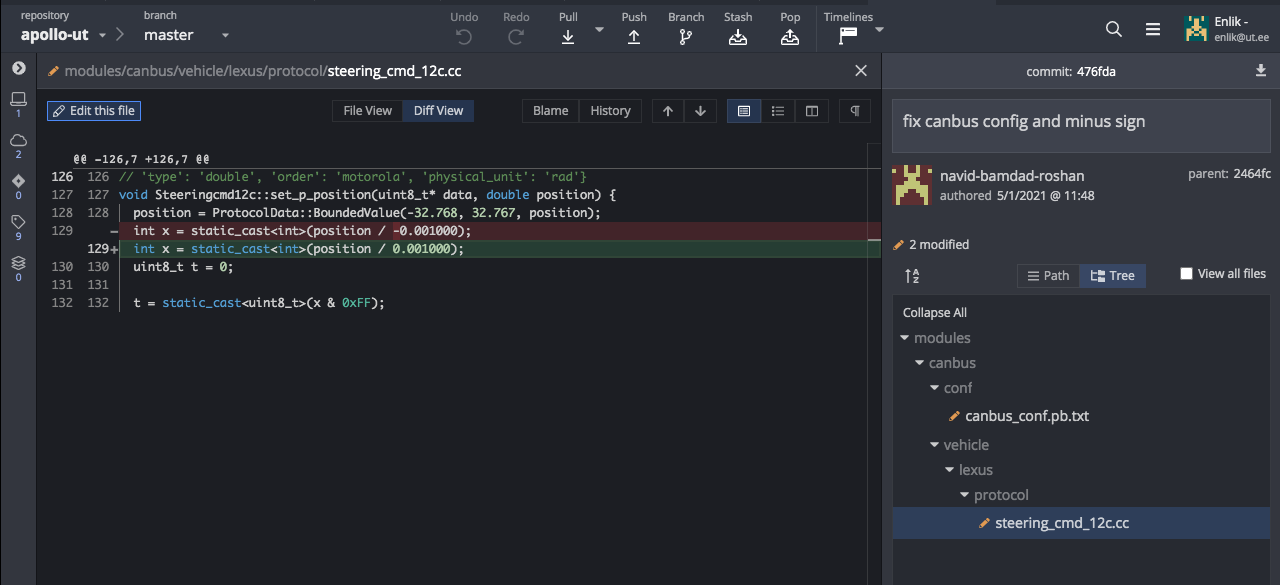 repository
apollo-ut
branch
master
Undo
Redo
Pull
Push
Branch
Stash
Pop
Timelines
Enlik -
enlik@ut.ee
1
2
0
9
0
modules/canbus/vehicle/lexus/protocol/steering_cmd_12c.cc
Edit this file
File View
Diff View
Blame
History
¶
@@ -126,7 +126,7 @@
126 126 // 'type': 'double', 'order': 'motorola', 'physical_unit': 'rad'}
127 127 void Steeringcmd12c::set_p_position(uint8_t* data, double position) {
128 128 position = ProtocolData::BoundedValue(-32.768, 32.767, position);
129 – int x = static_cast<int>(position / -0.001000);
129+ int x = static_cast<int>(position / 0.001000);
130 130 uint8_t t = 0;
131 131
132 132 t = static_cast<uint8_t>(x & 0xFF);
commit: 476fda
fix canbus config and minus sign
navid-bamdad-roshan
authored 5/1/2021 @ 11:48
parent: 2464fc
2 modified
A
Z
Path
Tree
View all files
Collapse All
modules
canbus
conf
canbus_conf.pb.txt
vehicle
lexus
protocol
steering_cmd_12c.cc